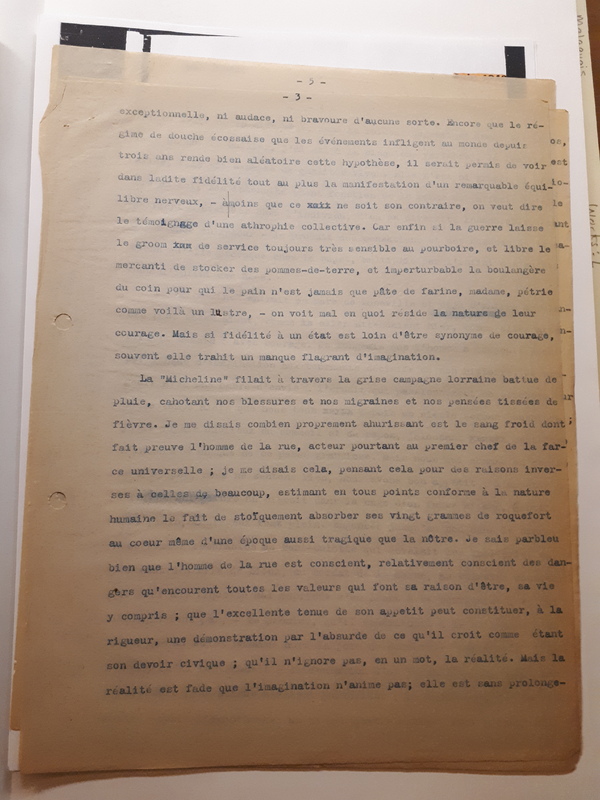 - 5 -
- 3 -
exceptionnelle, ni audace, ni bravoure d'aucune sorte. Encore que le ré-
gime de douche écossaise que les événements infligent au monde depuis
trois ans rende bien aléatoire cette hypothèse, il serait permis de voir
dans ladite fidélité tout au plus la manifestation d'un remarquable équi-
libre nerveux, - àmoins que ce xxxx ne soit son contraire, on veut dire
le témoignage d'une athrophie collective. Car enfin si la guerre laisse
le groom xxx de service toujours très sensible au pourboire, et libre le
mercanti de stocker des pommes-de-terre, et imperturbable la boulangère
du coin pour qui le pain n'est jamais que pâte de farine, madame, pétrie
comme voilà un lustre, - on voit mal en quoi réside la nature de leur
courage. Mais si fidélité à un état est loin d'être synonyme de courage,
souvent elle trahit un manque flagrant d'imagination.
La "Micheline" filait à travers la grise campagne lorraine battue de
pluie, cahotant nos blessures et nos migraines et nos pensées tissées de
fièvre. Je me disais combien proprement ahurissant est le sang froid dont
fait preuve l'homme de la rue, acteur pourtant au premier chef de la far-
ce universelle ; je me disais cela, pensant cela pour des raisons inver-
ses à celles de beaucoup, estimant en tous points conforme à la nature
humaine le fait de stoïquement absorber ses vingt grammes de roquefort
au coeur même d'une époque aussi tragique que la nôtre. Je sais parbleu
bien que l'homme de la rue est conscient, relativement conscient des dan-
gers qu'encourent toutes les valeurs qui font sa raison d'être, sa vie
y compris ; que l'excellente tenue de son appetit peut constituer, à la
rigueur, une démonstration par l'absurde de ce qu'il croit comme étant
son devoir civique ; qu'il n'ignore pas, en un mot, la réalité. Mais la
réalité est fade que l'imagination n'anime pas; elle est sans prolonge-